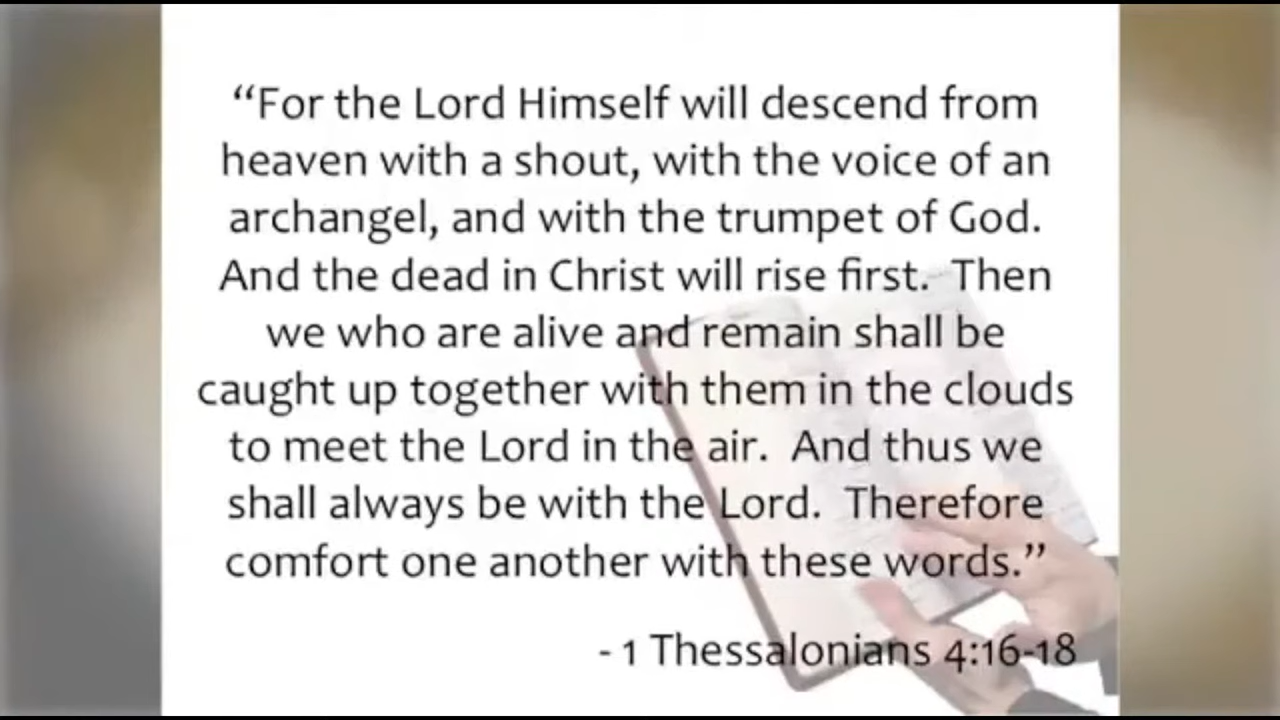 “For the Lord Himself will descend from
heaven with a shout, with the voice of an
archangel, and with the trumpet of God.
And the dead in Christ will rise first.  Then
we who are alive and remain shall be
caught up together with them in the clouds
to meet the Lord in the air.  And thus we
shall always be with the Lord.  Therefore
comfort one another with these words.”
- 1 Thessalonians 4:16-18